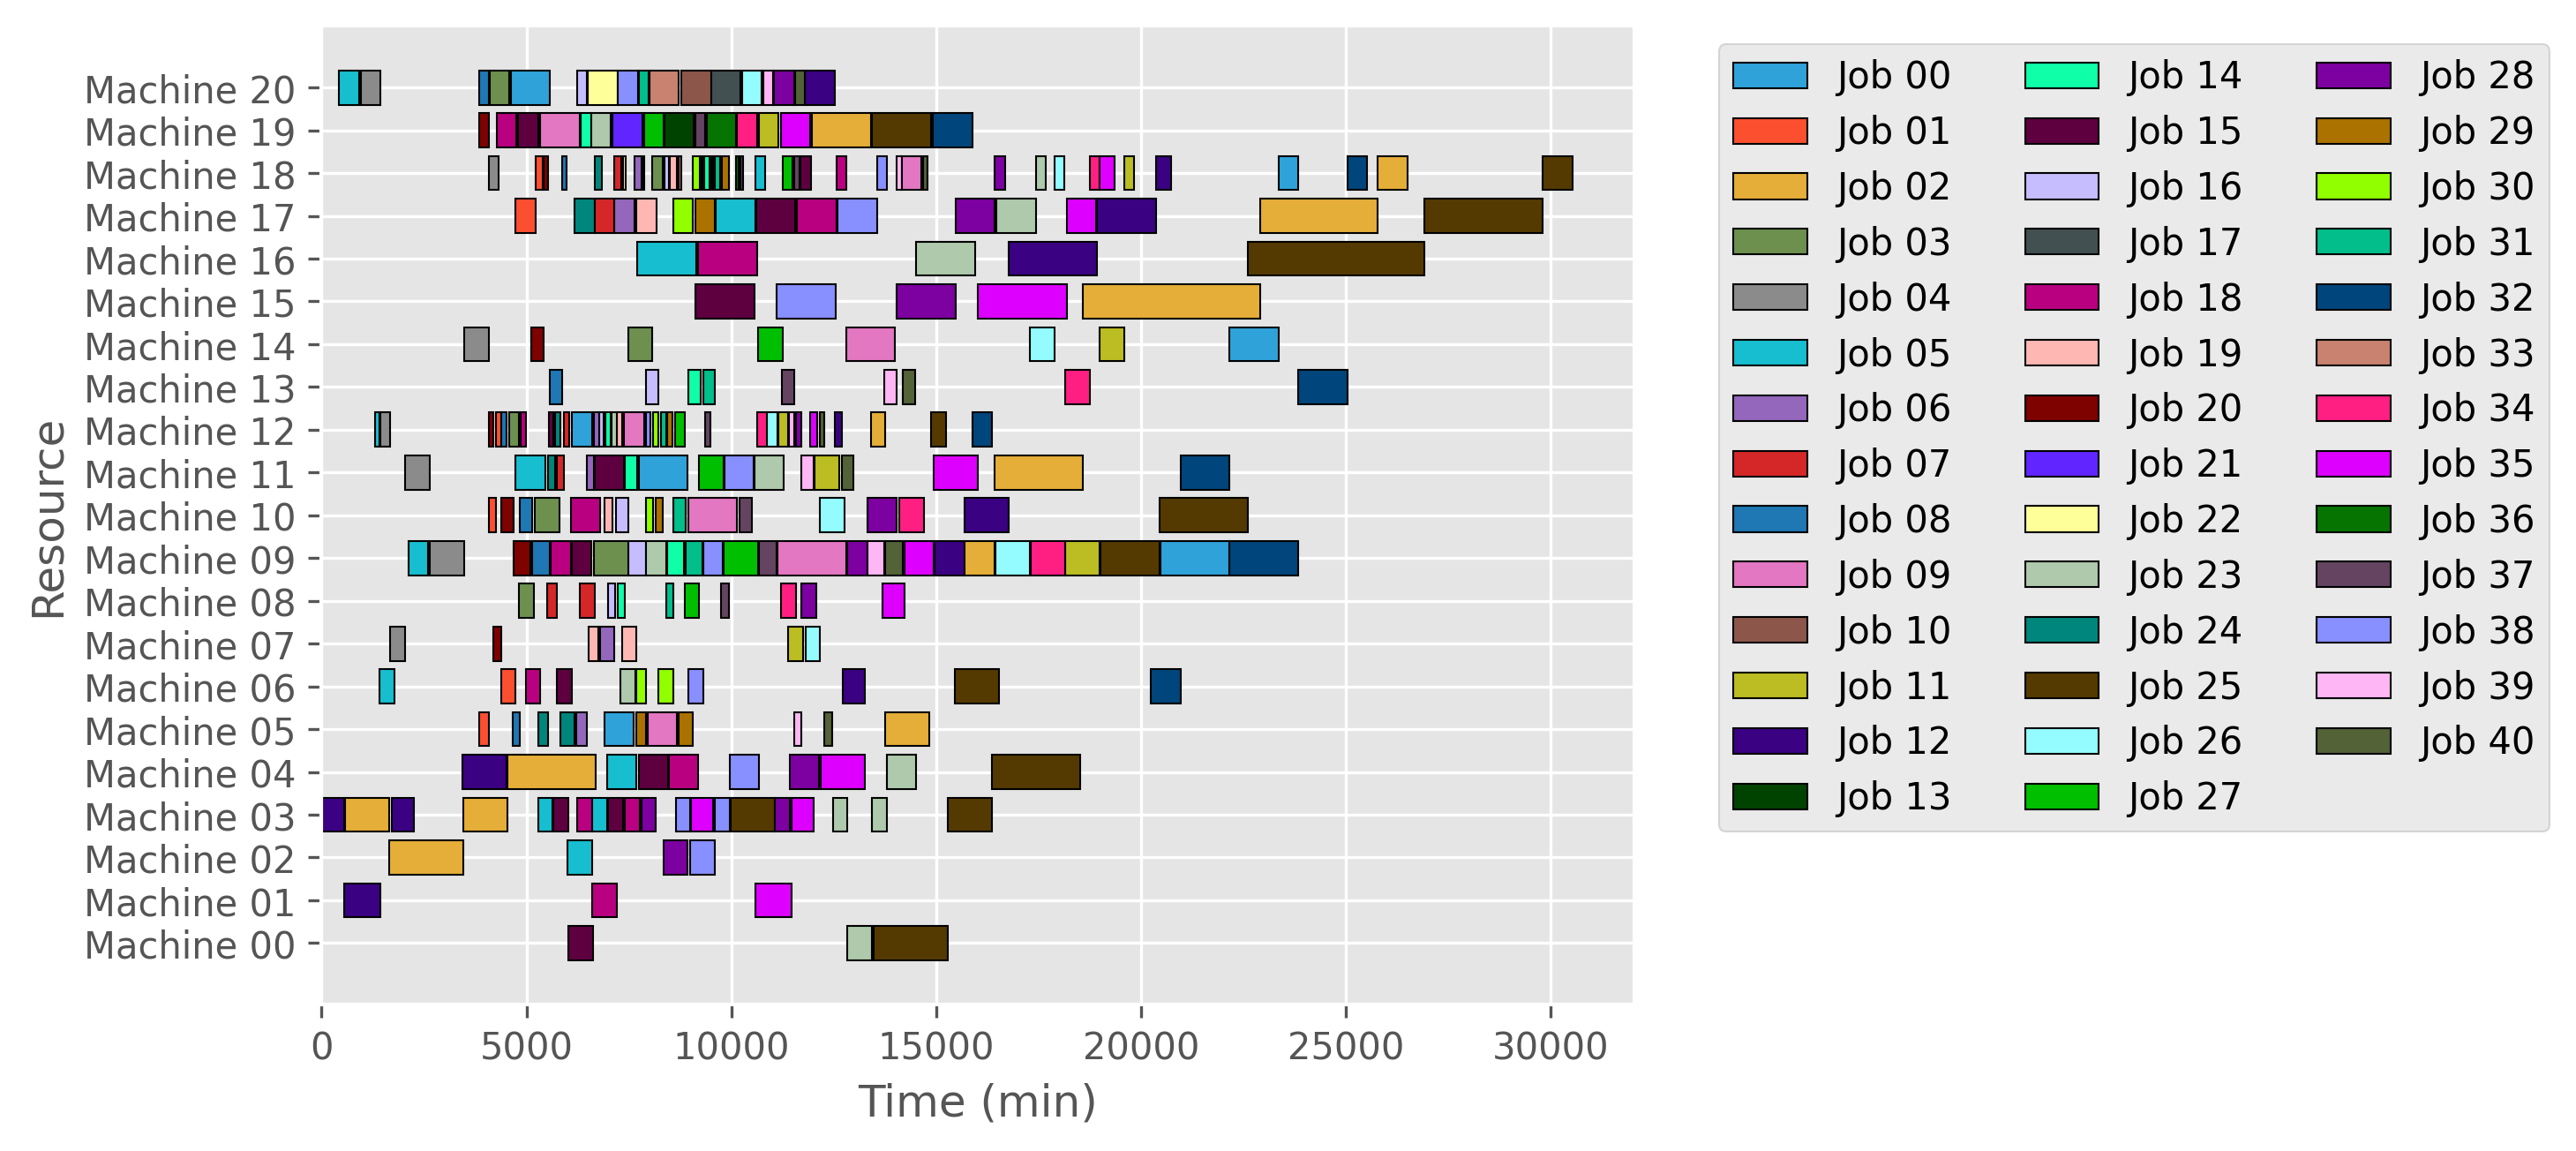 Resource
Machine 20
Machine 19
Machine 18
Machine 17
Machine 16
Machine 15
Machine 14
Machine 13
Machine 12
Machine 11
Machine 10
Machine 09
Machine 08
Machine 07
Machine 06
Machine 05
Machine 04
Machine 03
Machine 02
Machine 01
Machine 00
0 5000 10000 15000 20000 25000 30000
Time (min)
Job 00
Job 01
Job 02
Job 03
Job 04
Job 05
Job 06
Job 07
Job 08
Job 09
Job 10
Job 11
Job 12
Job 13
Job 14
Job 15
Job 16
Job 17
Job 18
Job 19
Job 20
Job 21
Job 22
Job 23
Job 24
Job 25
Job 26
Job 27
Job 28
Job 29
Job 30
Job 31
Job 32
Job 33
Job 34
Job 35
Job 36
Job 37
Job 38
Job 39
Job 40